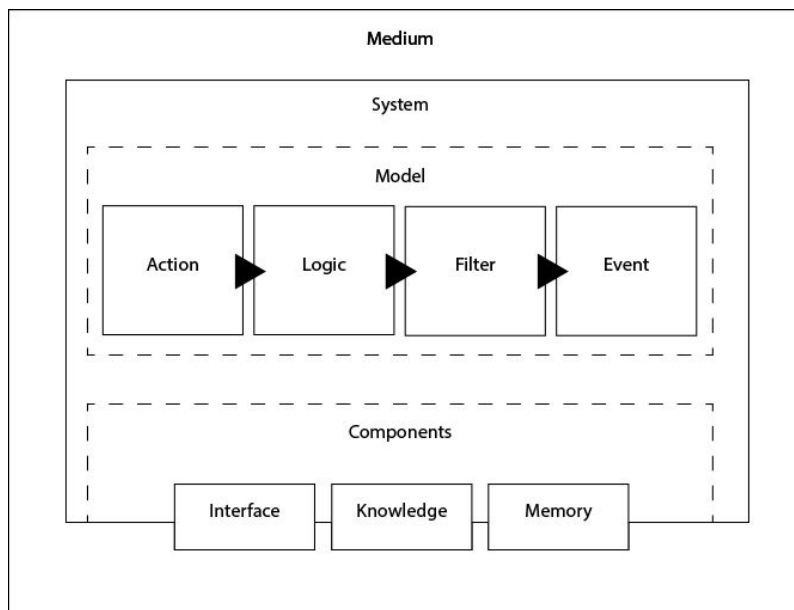 Medium
System
Model
Action Logic Filter Event
Components
Interface Knowledge Memory